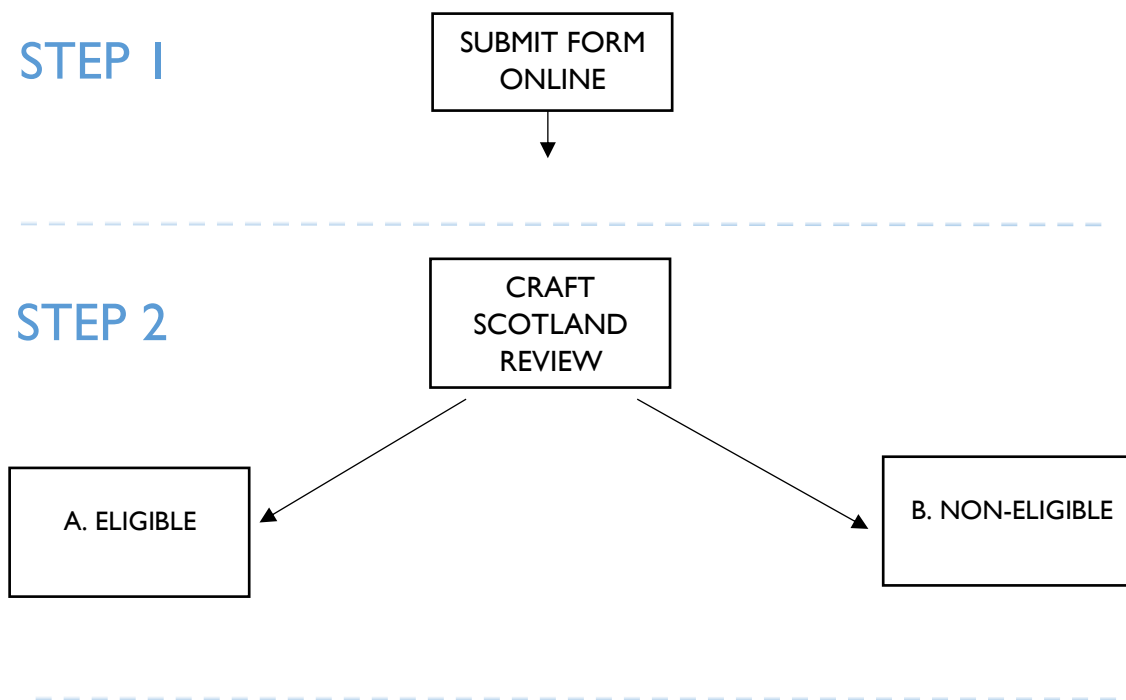 STEP 1
SUBMIT FORM
ONLINE
STEP 2
CRAFT
SCOTLAND
REVIEW
A. ELIGIBLE
B. NON-ELIGIBLE